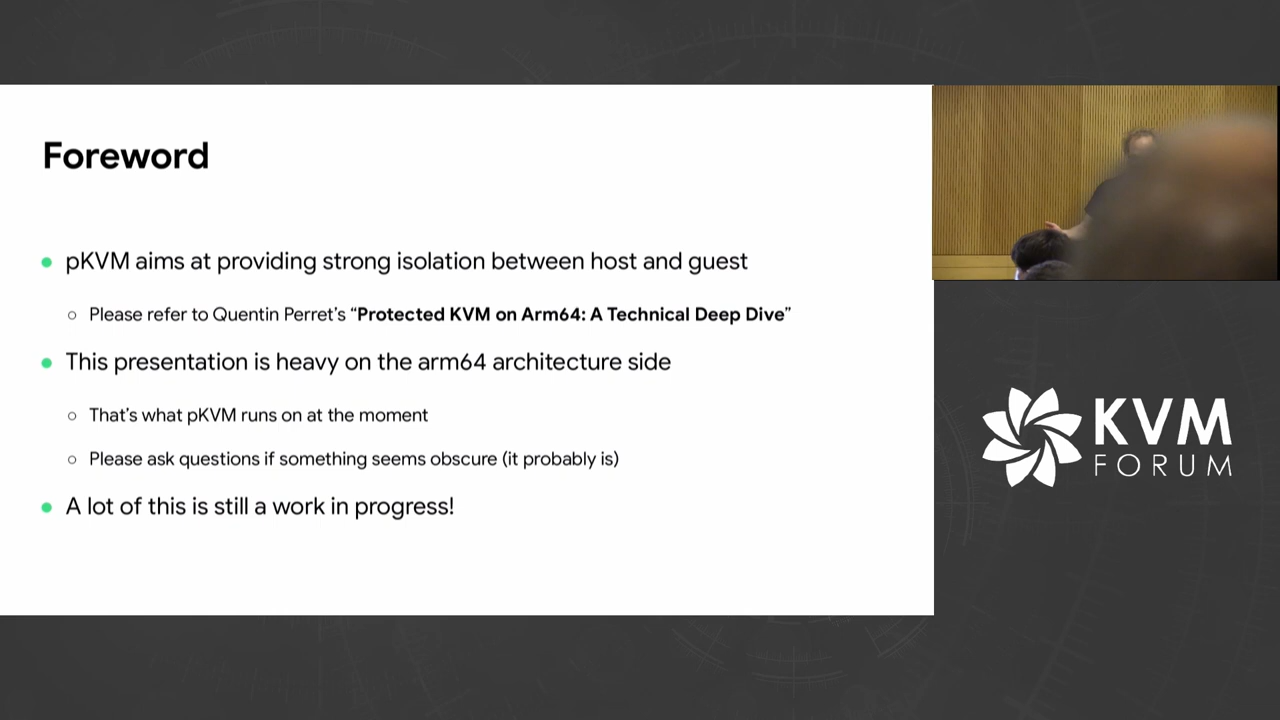 Foreword
pKVM aims at providing strong isolation between host and guest
Please refer to Quentin Perret’s “Protected KVM on Arm64: A Technical Deep Dive”
This presentation is heavy on the arm64 architecture side
That’s what pKVM runs on at the moment
Please ask questions if something seems obscure (it probably is)
A lot of this is still a work in progress!
KVM
FORUM